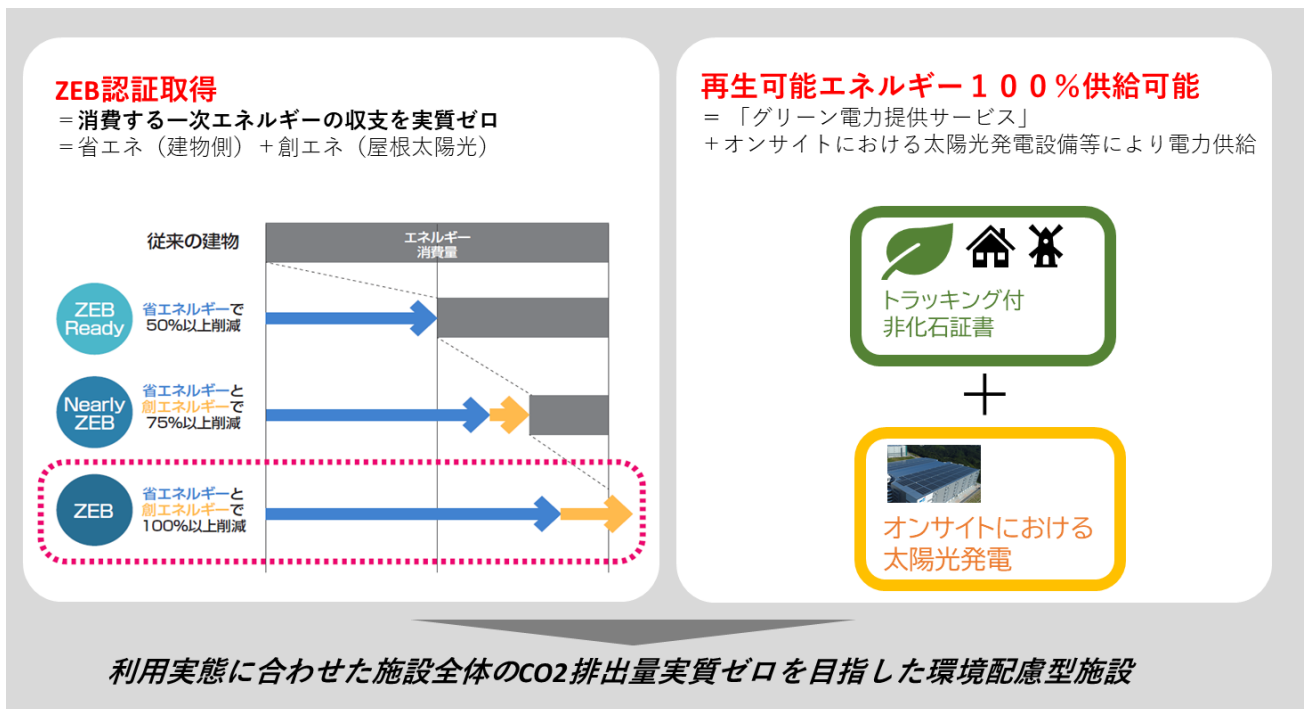 ZEB認証取得
＝消費する一次エネルギーの収支を実質ゼロ
＝省エネ（建物側）＋創エネ（屋根太陽光）
従来の建物
エネルギー
消費量
ZEB
Ready
省エネルギーで
50%以上削減
Nearly
ZEB
省エネルギーと
創エネルギーで
75%以上削減
ZEB
省エネルギーと
創エネルギーで
100%以上削減
再生可能エネルギー１００％供給可能
＝「グリーン電力提供サービス」
＋オンサイトにおける太陽光発電設備等により電力供給
トラッキング付
非化石証書
＋
オンサイトにおける
太陽光発電
利用実態に合わせた施設全体のCO2排出量実質ゼロを目指した環境配慮型施設